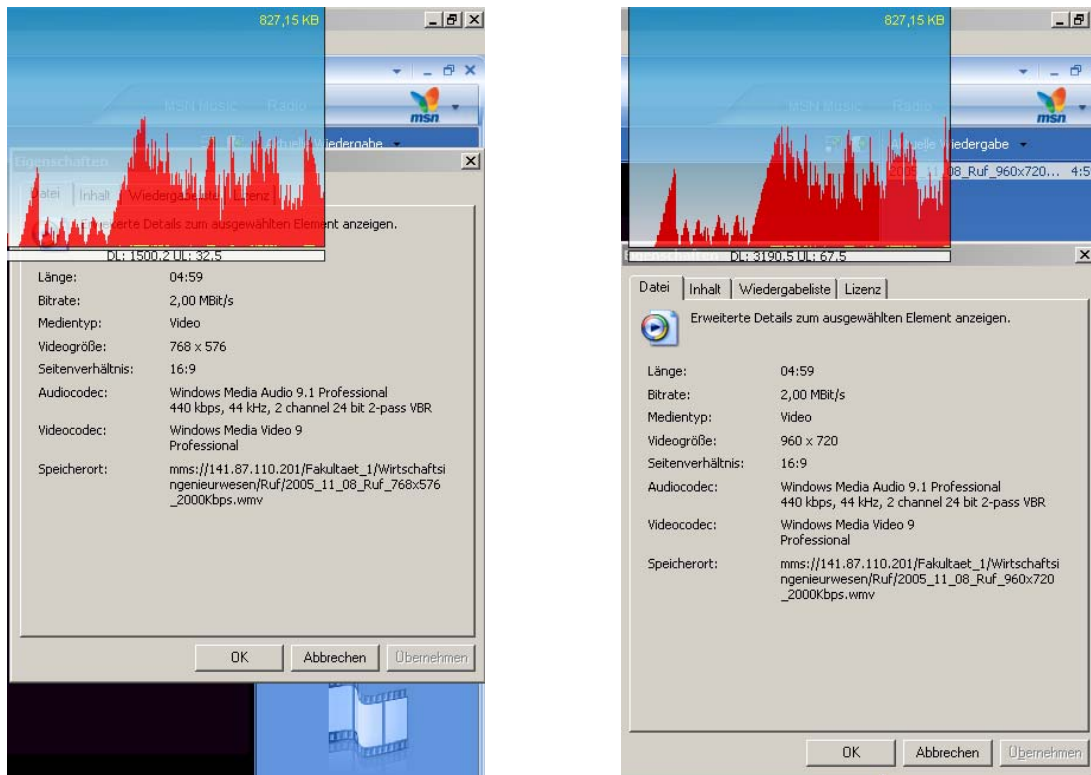 827,15 KB
msn
MSN Music Radio
Aktuelle Wiedergabe
Eigenschaften
Datei Inhalt Wiedergabeliste Lizenz
Erweiterte Details zum ausgewählten Element anzeigen.
DL: 1500,2 UL: 32.5
Länge: 04:59
Bitrate: 2,00 MBit/s
Medientyp: Video
Videogröße: 768 x 576
Seitenverhältnis: 16:9
Audiocodec: Windows Media Audio 9.1 Professional
440 kbps, 44 kHz, 2 channel 24 bit 2-pass VBR
Videocodec: Windows Media Video 9
Professional
Speicherort: mms://141.87.110.201/Fakultaet_1/Wirtschaftsi
ngenieurwesen/Ruf/2005_11_08_Ruf_768x576
_2000Kbps.wmv
OK Abbrechen Übernehmen
827,15 KB
msn
MSN Music Radio
Aktuelle Wiedergabe
2005_11_08_Ruf_960x720... 4:5
Eigenschaften
DL: 3190.5 UL: 67.5
Datei Inhalt Wiedergabeliste Lizenz
Erweiterte Details zum ausgewählten Element anzeigen.
Länge: 04:59
Bitrate: 2,00 MBit/s
Medientyp: Video
Videogröße: 960 x 720
Seitenverhältnis: 16:9
Audiocodec: Windows Media Audio 9.1 Professional
440 kbps, 44 kHz, 2 channel 24 bit 2-pass VBR
Videocodec: Windows Media Video 9
Professional
Speicherort: mms://141.87.110.201/Fakultaet_1/Wirtschaftsi
ngenieurwesen/Ruf/2005_11_08_Ruf_960x720
_2000Kbps.wmv
OK Abbrechen Übernehmen